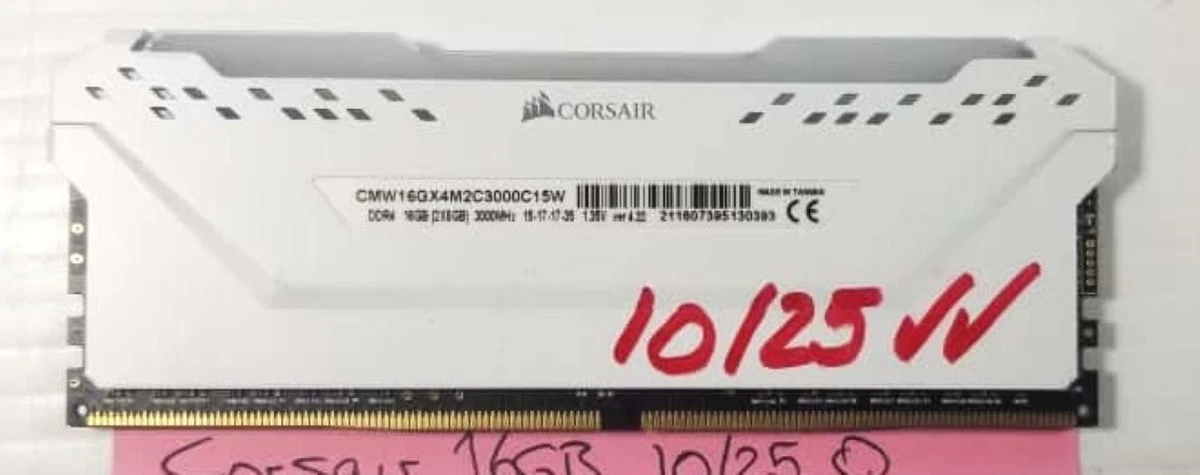 CORSAIR
CMW16GX4M2C3000C15W MADE IN TAIWAN
DDR4 16GB (2X8GB) 3000MHz 15-17-17-35 1.35V ver4.32 211607395130393 CE
10/25 ✓✓
Corsair 16GB 10/25